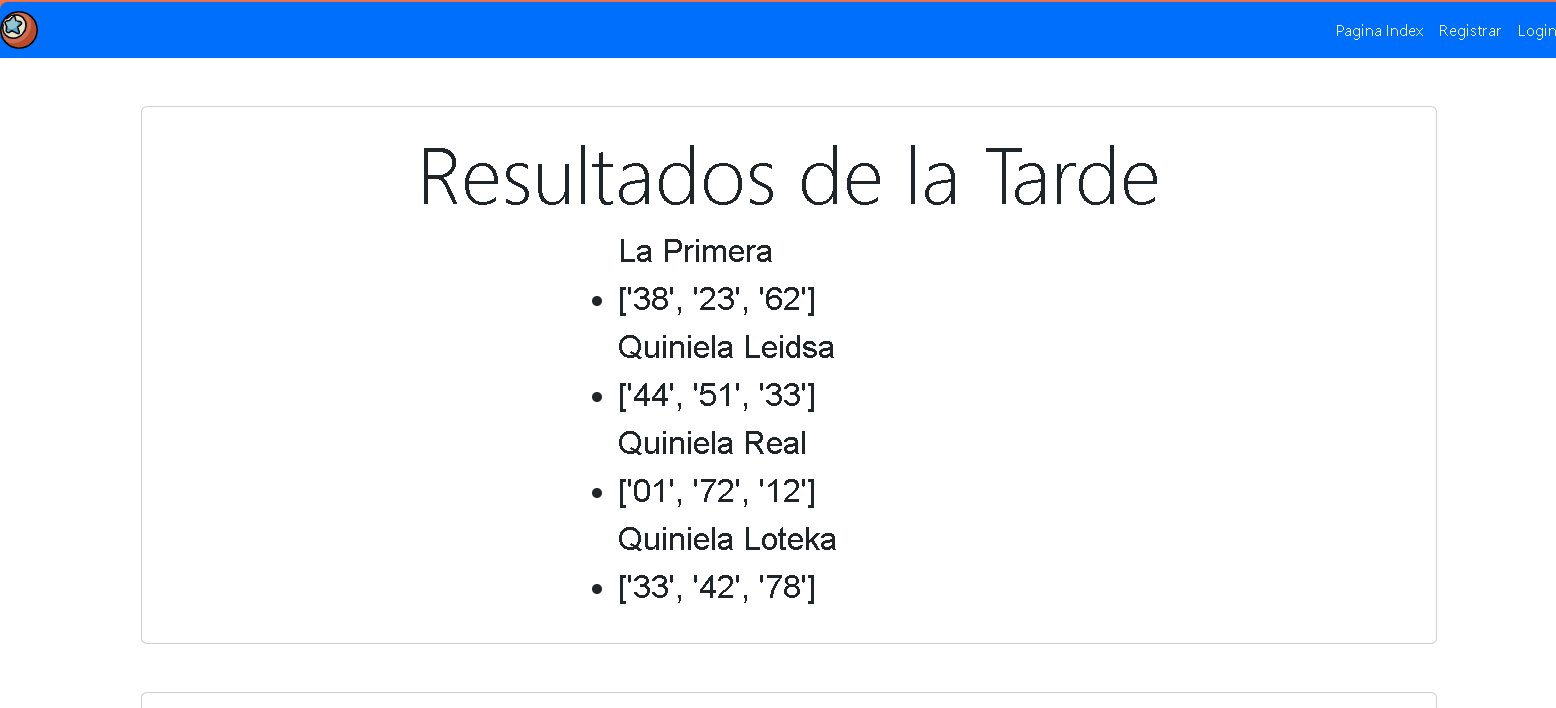 Pagina Index Registrar Login
Resultados de la Tarde
La Primera
['38', '23', '62']
Quiniela Leidsa
['44', '51', '33']
Quiniela Real
['01', '72', '12']
Quiniela Loteka
['33', '42', '78']